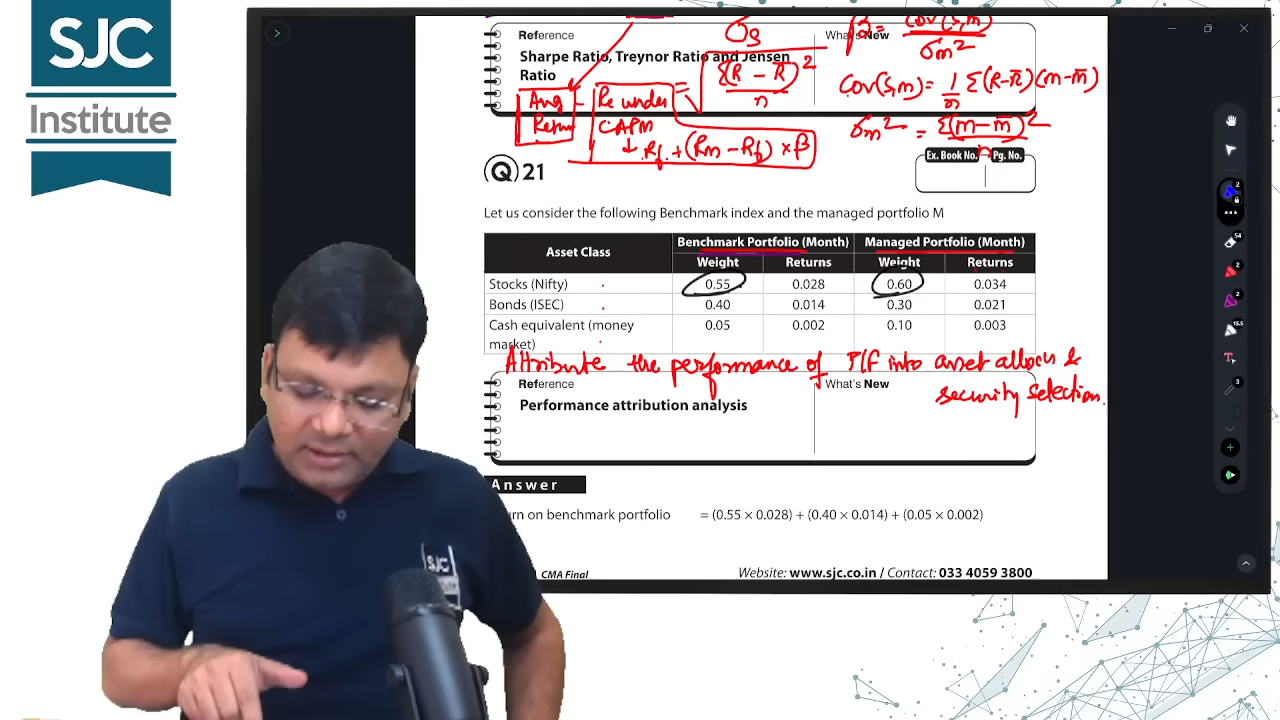 SJC
Institute
Reference
What's New
Sharpe Ratio, Treynor Ratio and Jensen
Ratio
σs
= √ Σ(R - R̄)²
n
β = Cov(s,m)
σm²
Cov(s,m) = 1/n Σ(R-R̄)(m-m̄)
σm² = Σ(m-m̄)²
n
Avg
Return
- Re under
CAPM
↓ Rf + (Rm - Rf) × β
Q 21
Ex. Book No.
Pg. No.
Let us consider the following Benchmark index and the managed portfolio M
Asset Class
Benchmark Portfolio (Month)
Managed Portfolio (Month)
Weight
Returns
Weight
Returns
Stocks (Nifty) 0.55 0.028 0.60 0.034
Bonds (ISEC) 0.40 0.014 0.30 0.021
Cash equivalent (money 0.05 0.002 0.10 0.003
market)
Attribute the performance of P/F into asset allocn &
security selection.
Reference
What's New
Performance attribution analysis
Answer
urn on benchmark portfolio = (0.55 × 0.028) + (0.40 × 0.014) + (0.05 × 0.002)
CMA Final
Website: www.sjc.co.in / Contact: 033 4059 3800
SJC